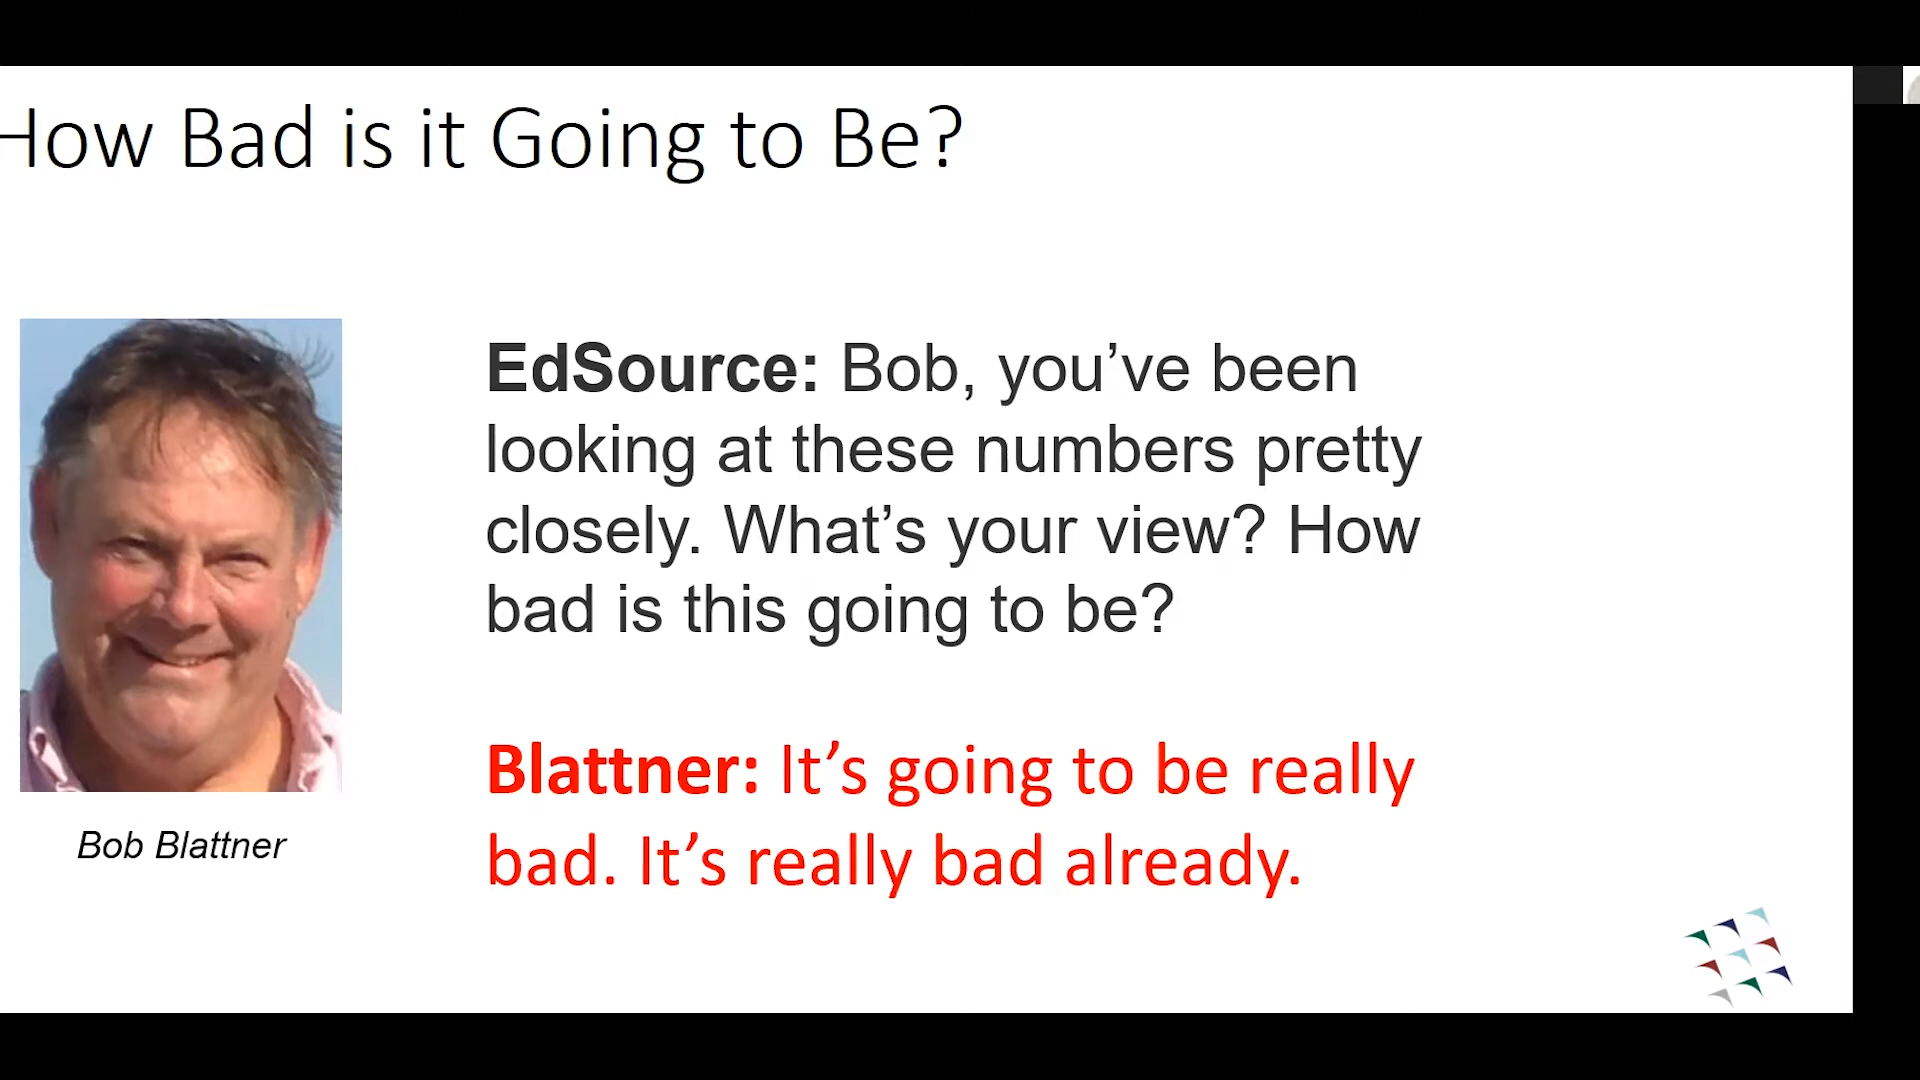 How Bad is it Going to Be?
EdSource: Bob, you’ve been
looking at these numbers pretty
closely. What’s your view? How
bad is this going to be?
Blattner: It’s going to be really
bad. It’s really bad already.
Bob Blattner